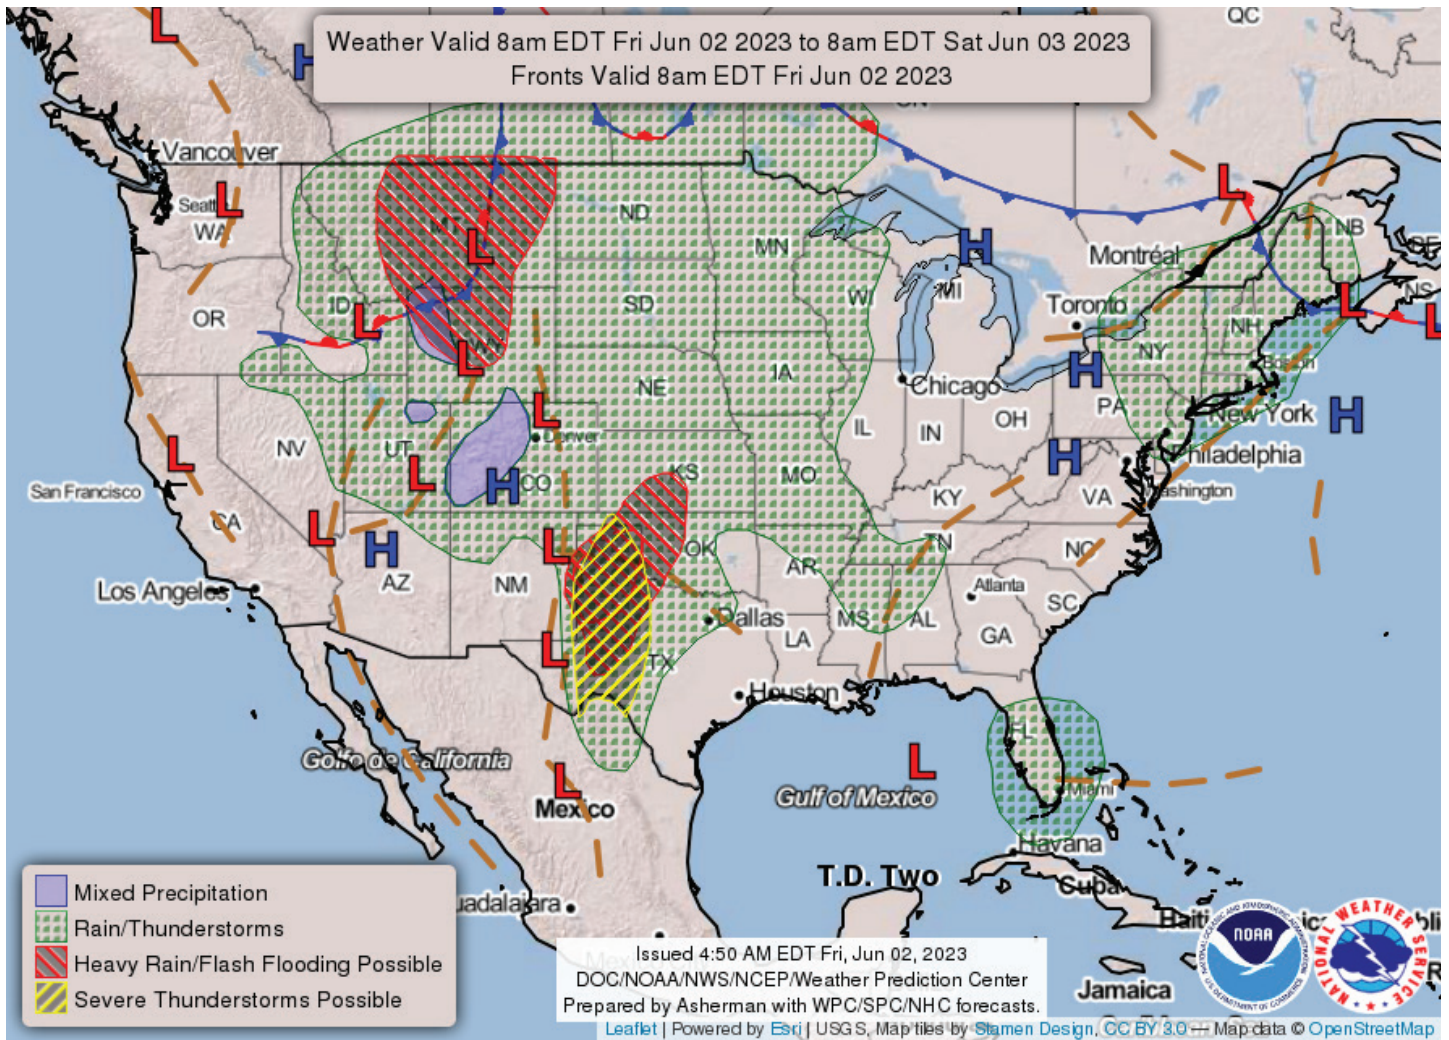 QC
Weather Valid 8am EDT Fri Jun 02 2023 to 8am EDT Sat Jun 03 2023
Fronts Valid 8am EDT Fri Jun 02 2023
L
H
Vancouver
L
L
Seattl
WA
MT
ND
MN
NB
Montréal
H
L
ID
SD
WI
MI
Toronto
NS
OR
L
WY
NH
L
L
L
NY
Boston
H
IA
NE
Chicago
PA
New York
H
L
OH
Denver
IL
IN
NV
UT
L
H
Philadelphia
San Francisco
L
H
CO
KS
MO
KY
VA
Washington
CA
L
H
L
OK
TN
NC
AZ
NM
AR
Atlanta
Los Angeles
SC
Dallas
MS
AL
GA
LA
L
TX
Houston
FL
Golfo de California
L
L
Gulf of Mexico
Miami
Mexico
Havana
T.D. Two
Cuba
Mixed Precipitation
Rain/Thunderstorms
Heavy Rain/Flash Flooding Possible
Severe Thunderstorms Possible
uadalajara
Haiti
Jamaica
Issued 4:50 AM EDT Fri, Jun 02, 2023
DOC/NOAA/NWS/NCEP/Weather Prediction Center
Prepared by Asherman with WPC/SPC/NHC forecasts.
Leaflet | Powered by Esri | USGS, Map tiles by Stamen Design, CC BY 3.0 — Map data © OpenStreetMap
NOAA
NATIONAL WEATHER SERVICE